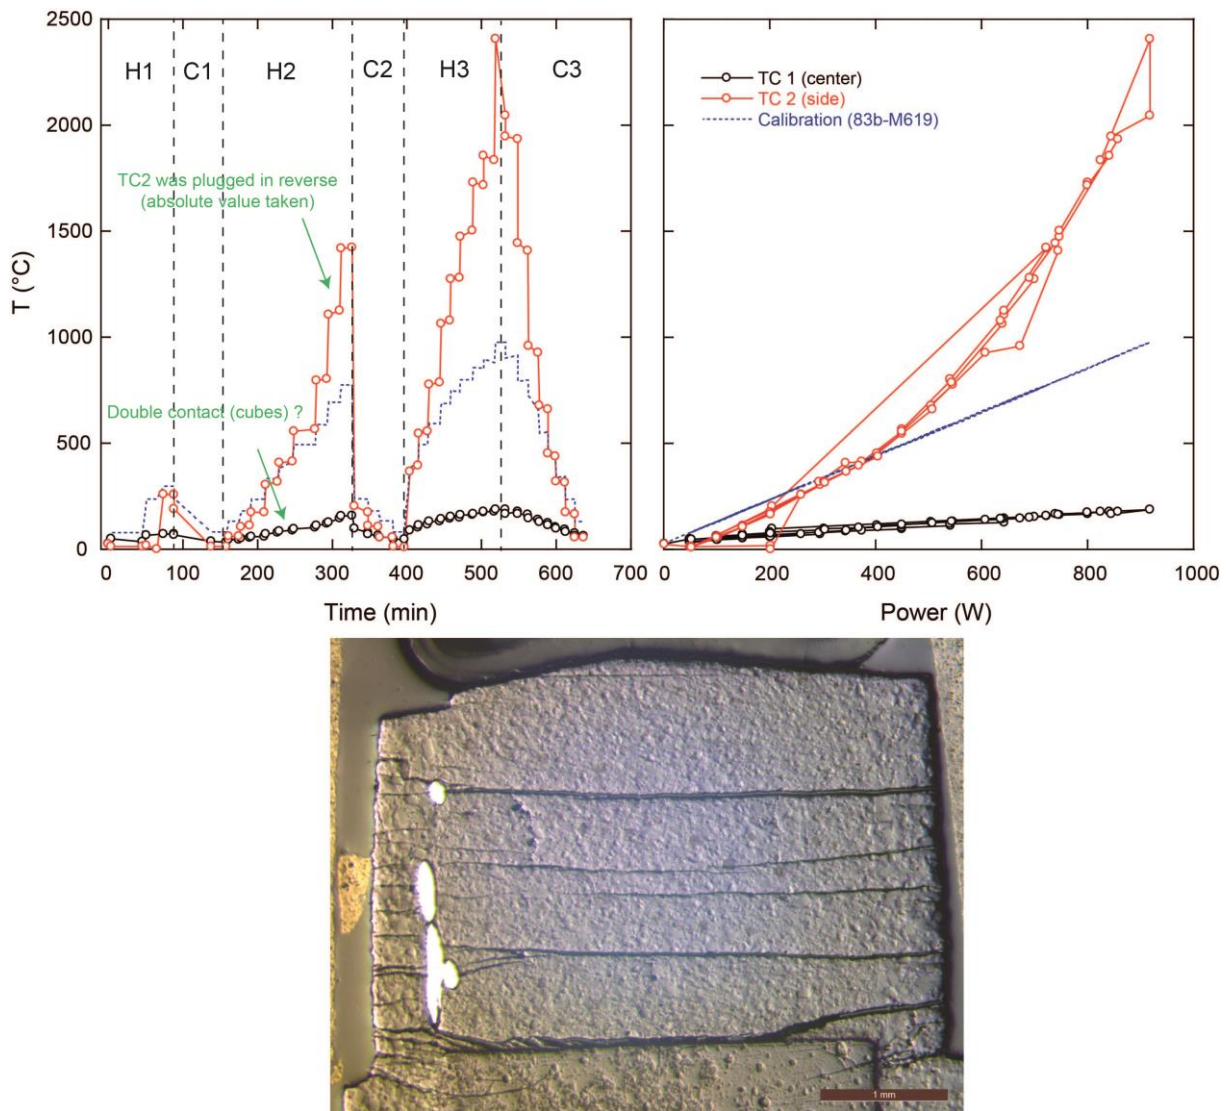 2500
2000
1500
1000
500
0
T (°C)
H1
C1
H2
C2
H3
C3
TC2 was plugged in reverse
(absolute value taken)
Double contact (cubes) ?
0
100
200
300
400
500
600
700
Time (min)
TC 1 (center)
TC 2 (side)
Calibration (83b-M619)
0
200
400
600
800
1000
Power (W)
1 mm